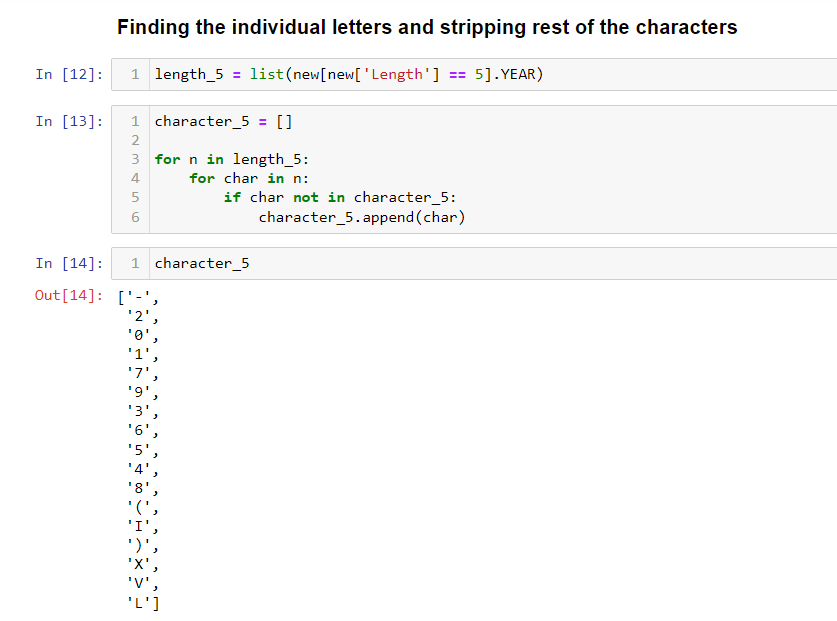 Finding the individual letters and stripping rest of the characters
In [12]: 1 length_5 = list(new[new['Length'] == 5].YEAR)
In [13]: 1 character_5 = []
2
3 for n in length_5:
4     for char in n:
5         if char not in character_5:
6             character_5.append(char)
In [14]: 1 character_5
Out[14]: ['-',
'2',
'0',
'1',
'7',
'9',
'3',
'6',
'5',
'4',
'8',
'(',
'I',
')',
'X',
'V',
'L']